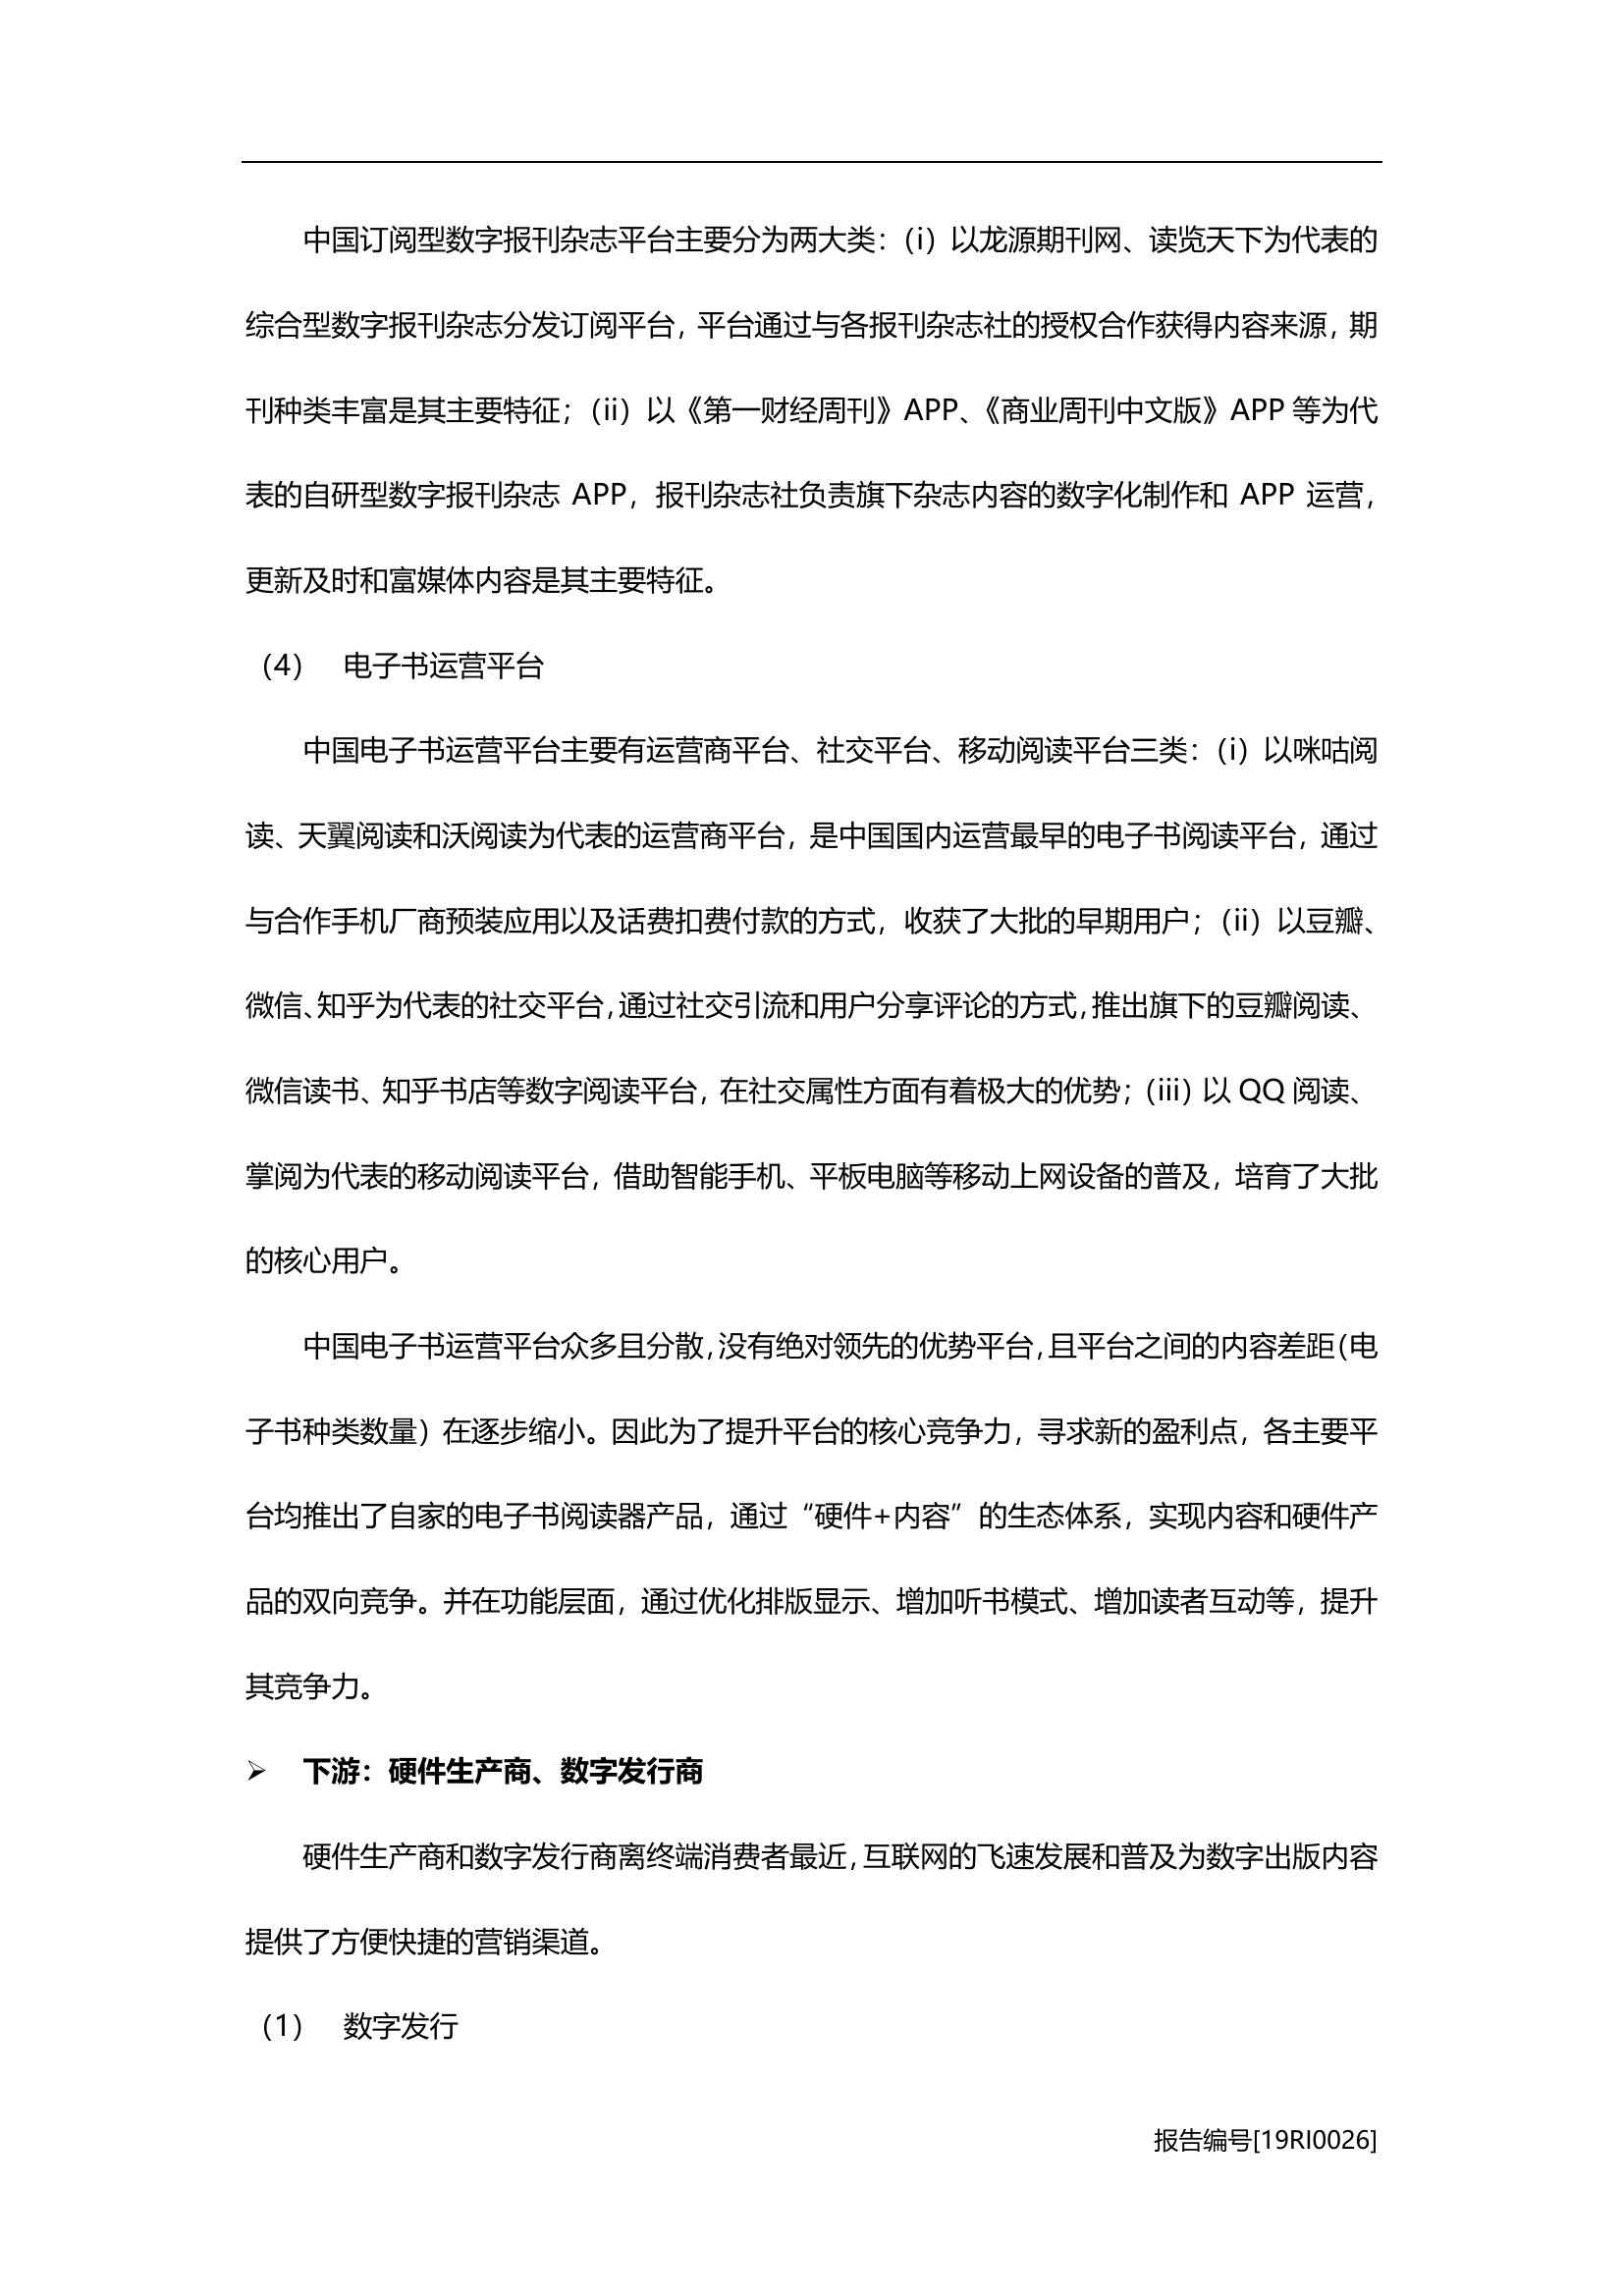 中国订阅型数字报刊杂志平台主要分为两大类：（i）以龙源期刊网、读览天下为代表的
综合型数字报刊杂志分发订阅平台，平台通过与各报刊杂志社的授权合作获得内容来源，期
刊种类丰富是其主要特征；（ii）以《第一财经周刊》APP、《商业周刊中文版》APP 等为代
表的自研型数字报刊杂志 APP，报刊杂志社负责旗下杂志内容的数字化制作和 APP 运营，
更新及时和富媒体内容是其主要特征。
（4） 电子书运营平台
中国电子书运营平台主要有运营商平台、社交平台、移动阅读平台三类：（i）以咪咕阅
读、天翼阅读和沃阅读为代表的运营商平台，是中国国内运营最早的电子书阅读平台，通过
与合作手机厂商预装应用以及话费扣费付款的方式，收获了大批的早期用户；（ii）以豆瓣、
微信、知乎为代表的社交平台，通过社交引流和用户分享评论的方式，推出旗下的豆瓣阅读、
微信读书、知乎书店等数字阅读平台，在社交属性方面有着极大的优势；（iii）以 QQ 阅读、
掌阅为代表的移动阅读平台，借助智能手机、平板电脑等移动上网设备的普及，培育了大批
的核心用户。
中国电子书运营平台众多且分散，没有绝对领先的优势平台，且平台之间的内容差距（电
子书种类数量）在逐步缩小。因此为了提升平台的核心竞争力，寻求新的盈利点，各主要平
台均推出了自家的电子书阅读器产品，通过“硬件+内容”的生态体系，实现内容和硬件产
品的双向竞争。并在功能层面，通过优化排版显示、增加听书模式、增加读者互动等，提升
其竞争力。
➢ 下游：硬件生产商、数字发行商
硬件生产商和数字发行商离终端消费者最近，互联网的飞速发展和普及为数字出版内容
提供了方便快捷的营销渠道。
（1） 数字发行
报告编号[19RI0026]